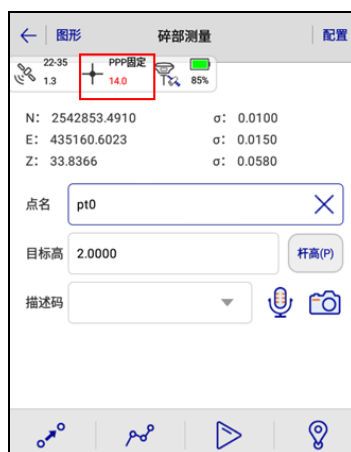 图形 碎部测量 配置
22-35 PPP固定
1.3 14.0 85%
N: 2542853.4910 σ: 0.0100
E: 435160.6023 σ: 0.0150
Z: 33.8366 σ: 0.0580
点名 pt0
目标高 2.0000 杆高(P)
描述码